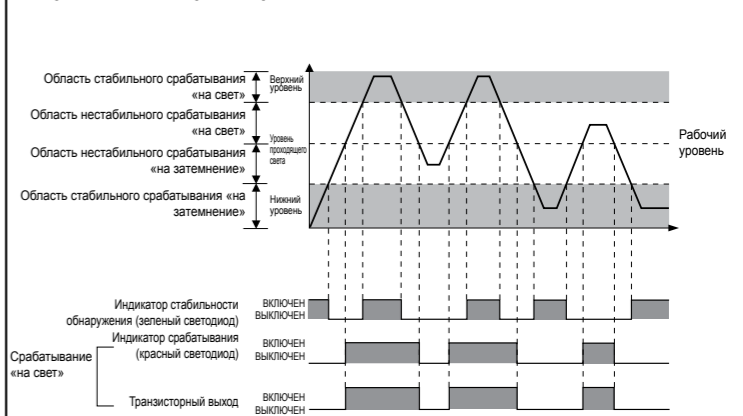 Область стабильного срабатывания
«на свет»
Верхний
уровень
Область нестабильного срабатывания
«на свет»
Уровень
проходящего
света
Рабочий
уровень
Область нестабильного срабатывания
«на затемнение»
Область стабильного срабатывания «на
затемнение»
Нижний
уровень
Индикатор стабильности
обнаружения (зеленый светодиод)
ВКЛЮЧЕН
ВЫКЛЮЧЕН
Индикатор срабатывания
(красный светодиод)
ВКЛЮЧЕН
ВЫКЛЮЧЕН
Срабатывание
«на свет»
Транзисторный выход
ВКЛЮЧЕН
ВЫКЛЮЧЕН